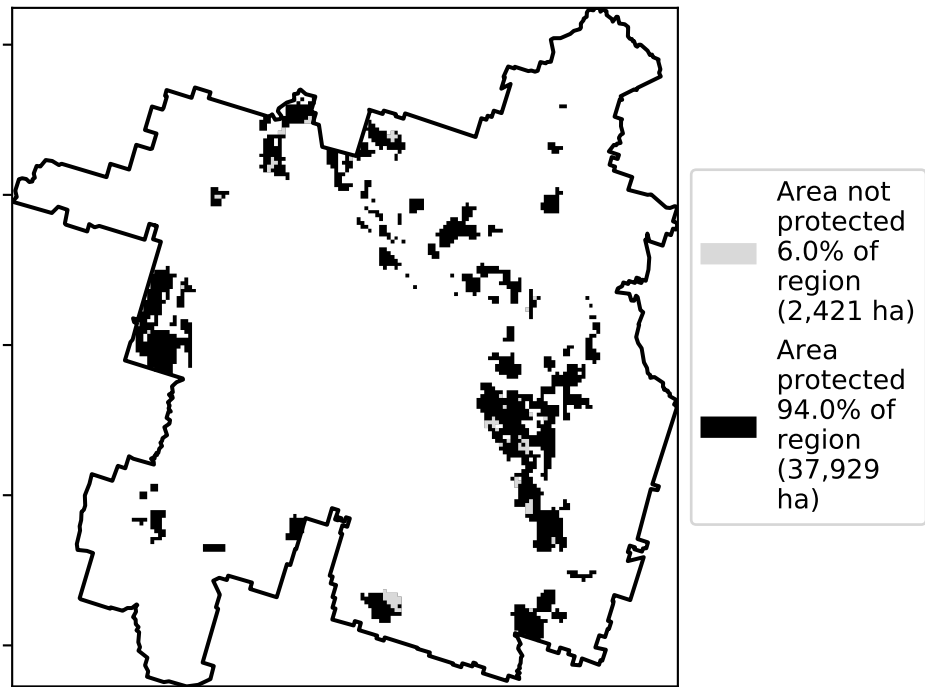 Area not
protected
6.0% of
region
(2,421 ha)
Area
protected
94.0% of
region
(37,929
ha)